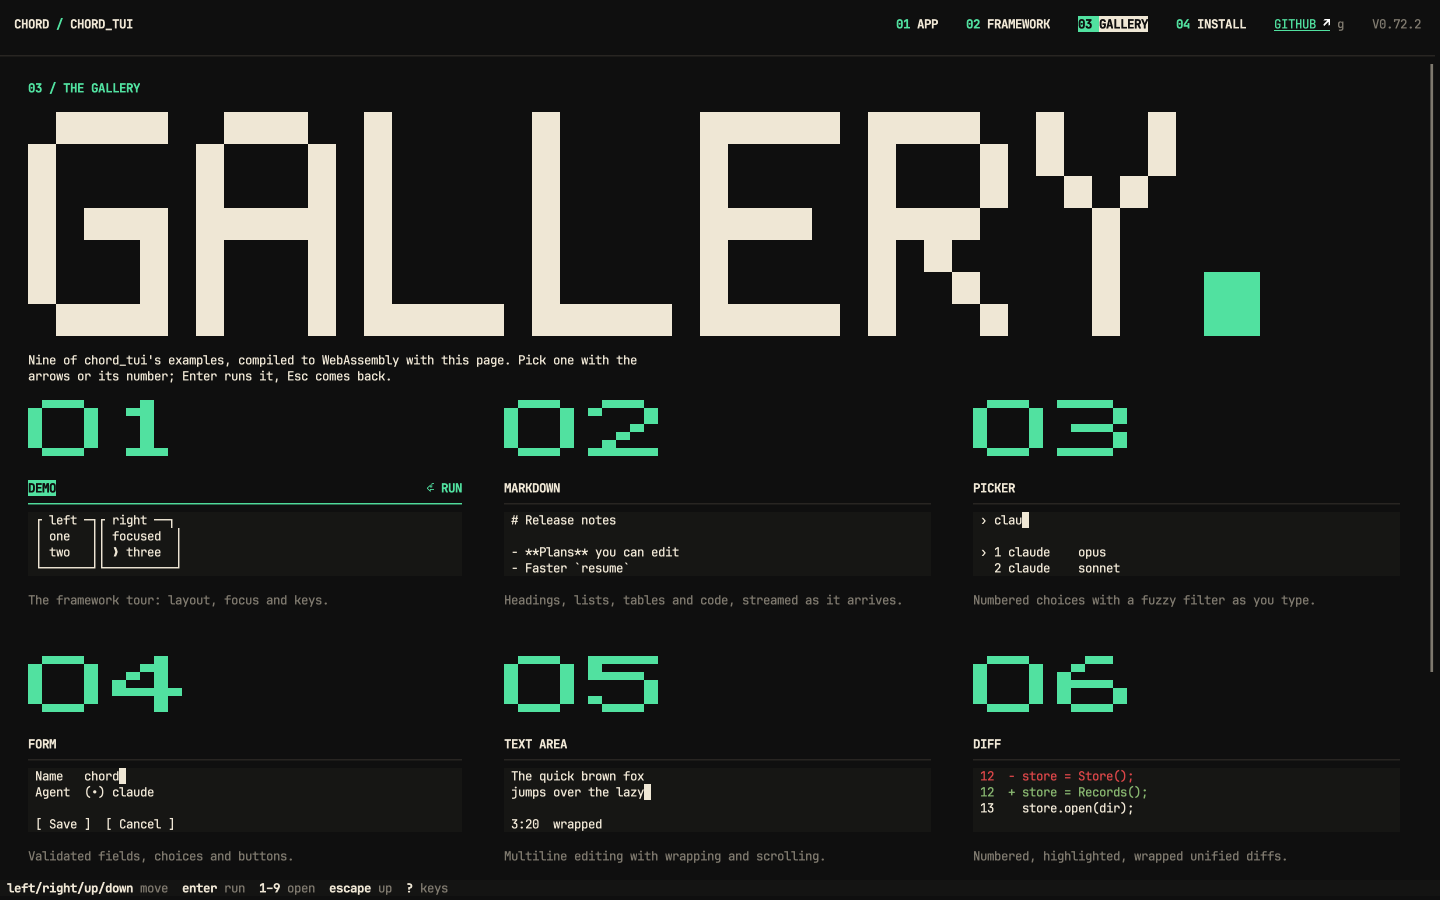 CHORD / CHORD_TUI
01 APP 02 FRAMEWORK 03 GALLERY 04 INSTALL GITHUB ↗ g V0.72.2
03 / THE GALLERY
GALLERY.
Nine of chord_tui's examples, compiled to WebAssembly with this page. Pick one with the
arrows or its number; Enter runs it, Esc comes back.
01
DEMO RUN
left right
one focused
two › three
The framework tour: layout, focus and keys.
02
MARKDOWN
# Release notes
- **Plans** you can edit
- Faster `resume`
Headings, lists, tables and code, streamed as it arrives.
03
PICKER
› clau
› 1 claude opus
2 claude sonnet
Numbered choices with a fuzzy filter as you type.
04
FORM
Name chord
Agent (•) claude
[ Save ] [ Cancel ]
Validated fields, choices and buttons.
05
TEXT AREA
The quick brown fox
jumps over the lazy
3:20 wrapped
Multiline editing with wrapping and scrolling.
06
DIFF
12 - store = Store();
12 + store = Records();
13 store.open(dir);
Numbered, highlighted, wrapped unified diffs.
left/right/up/down move enter run 1-9 open escape up ? keys